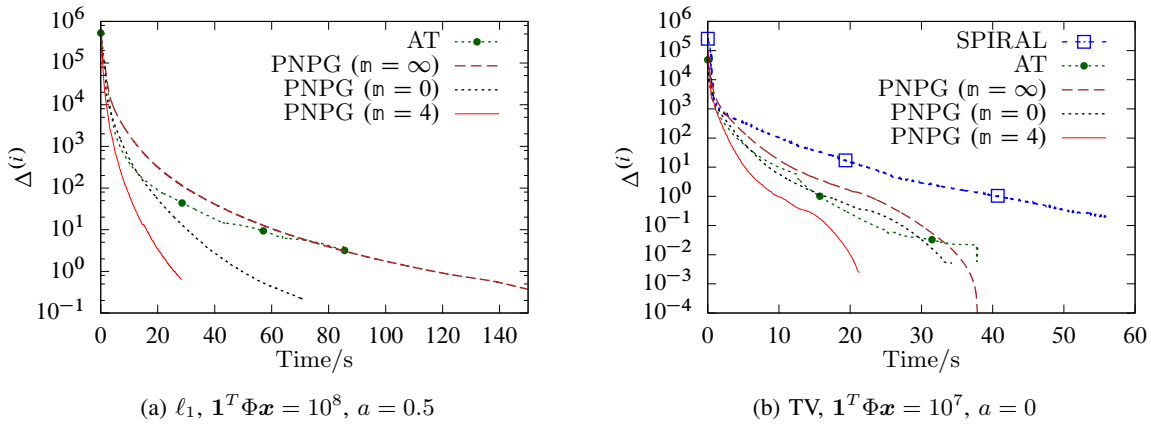 10^6
10^5
10^4
10^3
10^2
10^1
10^0
10^{-1}
Δ^{(i)}
0
20
40
60
80
100
120
140
Time/s
AT
PNPG (𝚖 = ∞)
PNPG (𝚖 = 0)
PNPG (𝚖 = 4)
(a) ℓ_1, 1^T Φx = 10^8, a = 0.5
10^6
10^5
10^4
10^3
10^2
10^1
10^0
10^{-1}
10^{-2}
10^{-3}
10^{-4}
Δ^{(i)}
0
10
20
30
40
50
60
Time/s
SPIRAL
AT
PNPG (𝚖 = ∞)
PNPG (𝚖 = 0)
PNPG (𝚖 = 4)
(b) TV, 1^T Φx = 10^7, a = 0